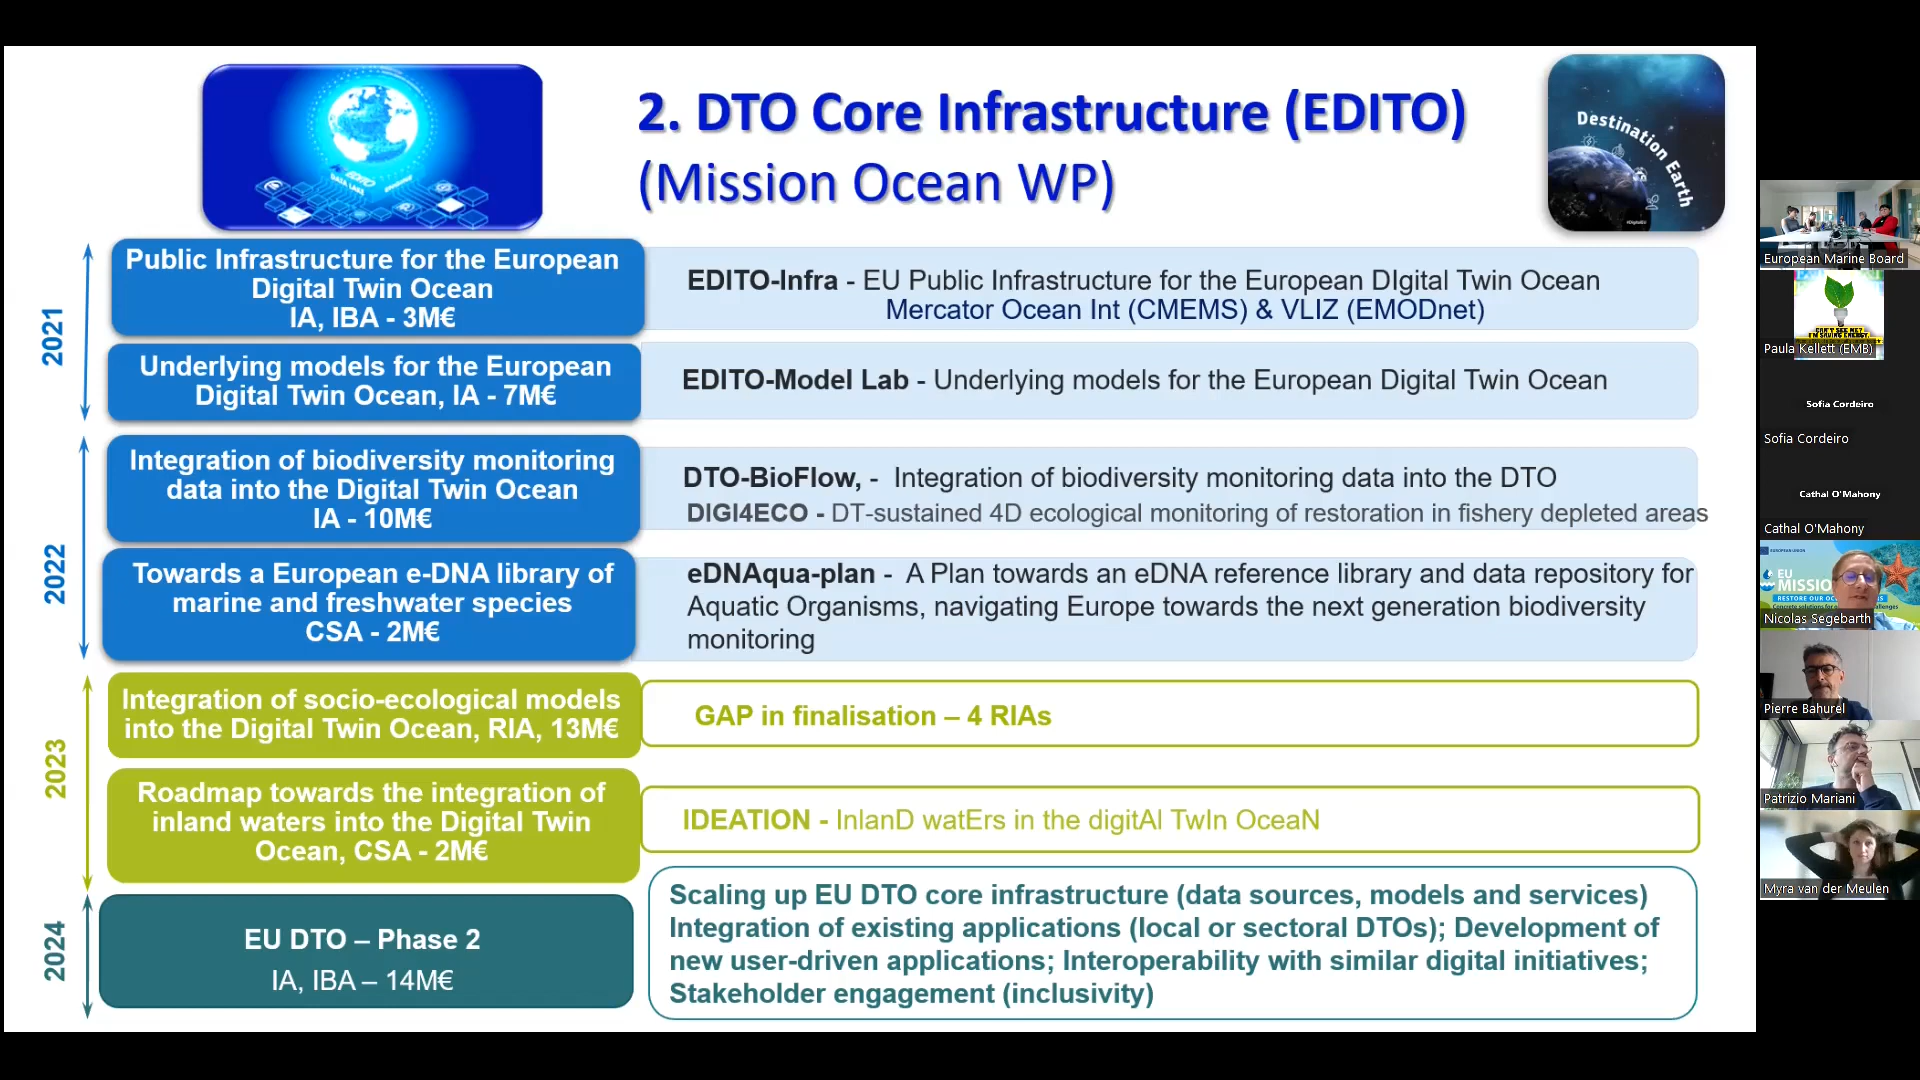 2. DTO Core Infrastructure (EDITO)
(Mission Ocean WP)
EDITO
DATA LAKE
Destination Earth
2021
Public Infrastructure for the European
Digital Twin Ocean
IA, IBA - 3M€
EDITO-Infra - EU Public Infrastructure for the European DIgital Twin Ocean
Mercator Ocean Int (CMEMS) & VLIZ (EMODnet)
Underlying models for the European
Digital Twin Ocean, IA - 7M€
EDITO-Model Lab - Underlying models for the European Digital Twin Ocean
2022
Integration of biodiversity monitoring
data into the Digital Twin Ocean
IA - 10M€
DTO-BioFlow, - Integration of biodiversity monitoring data into the DTO
DIGI4ECO - DT-sustained 4D ecological monitoring of restoration in fishery depleted areas
Towards a European e-DNA library of
marine and freshwater species
CSA - 2M€
eDNAqua-plan - A Plan towards an eDNA reference library and data repository for
Aquatic Organisms, navigating Europe towards the next generation biodiversity
monitoring
2023
Integration of socio-ecological models
into the Digital Twin Ocean, RIA, 13M€
GAP in finalisation – 4 RIAs
Roadmap towards the integration of
inland waters into the Digital Twin
Ocean, CSA - 2M€
IDEATION - InlanD watErs in the digitAl TwIn OceaN
2024
EU DTO – Phase 2
IA, IBA – 14M€
Scaling up EU DTO core infrastructure (data sources, models and services)
Integration of existing applications (local or sectoral DTOs); Development of
new user-driven applications; Interoperability with similar digital initiatives;
Stakeholder engagement (inclusivity)
European Marine Board
Paula Kellett (EMB)
Sofia Cordeiro
Sofia Cordeiro
Cathal O'Mahony
Cathal O'Mahony
EUROPEAN UNION
EU
MISSIO
RESTORE OUR OC
Nicolas Segebarth
Pierre Bahurel
Patrizio Mariani
Myra van der Meulen